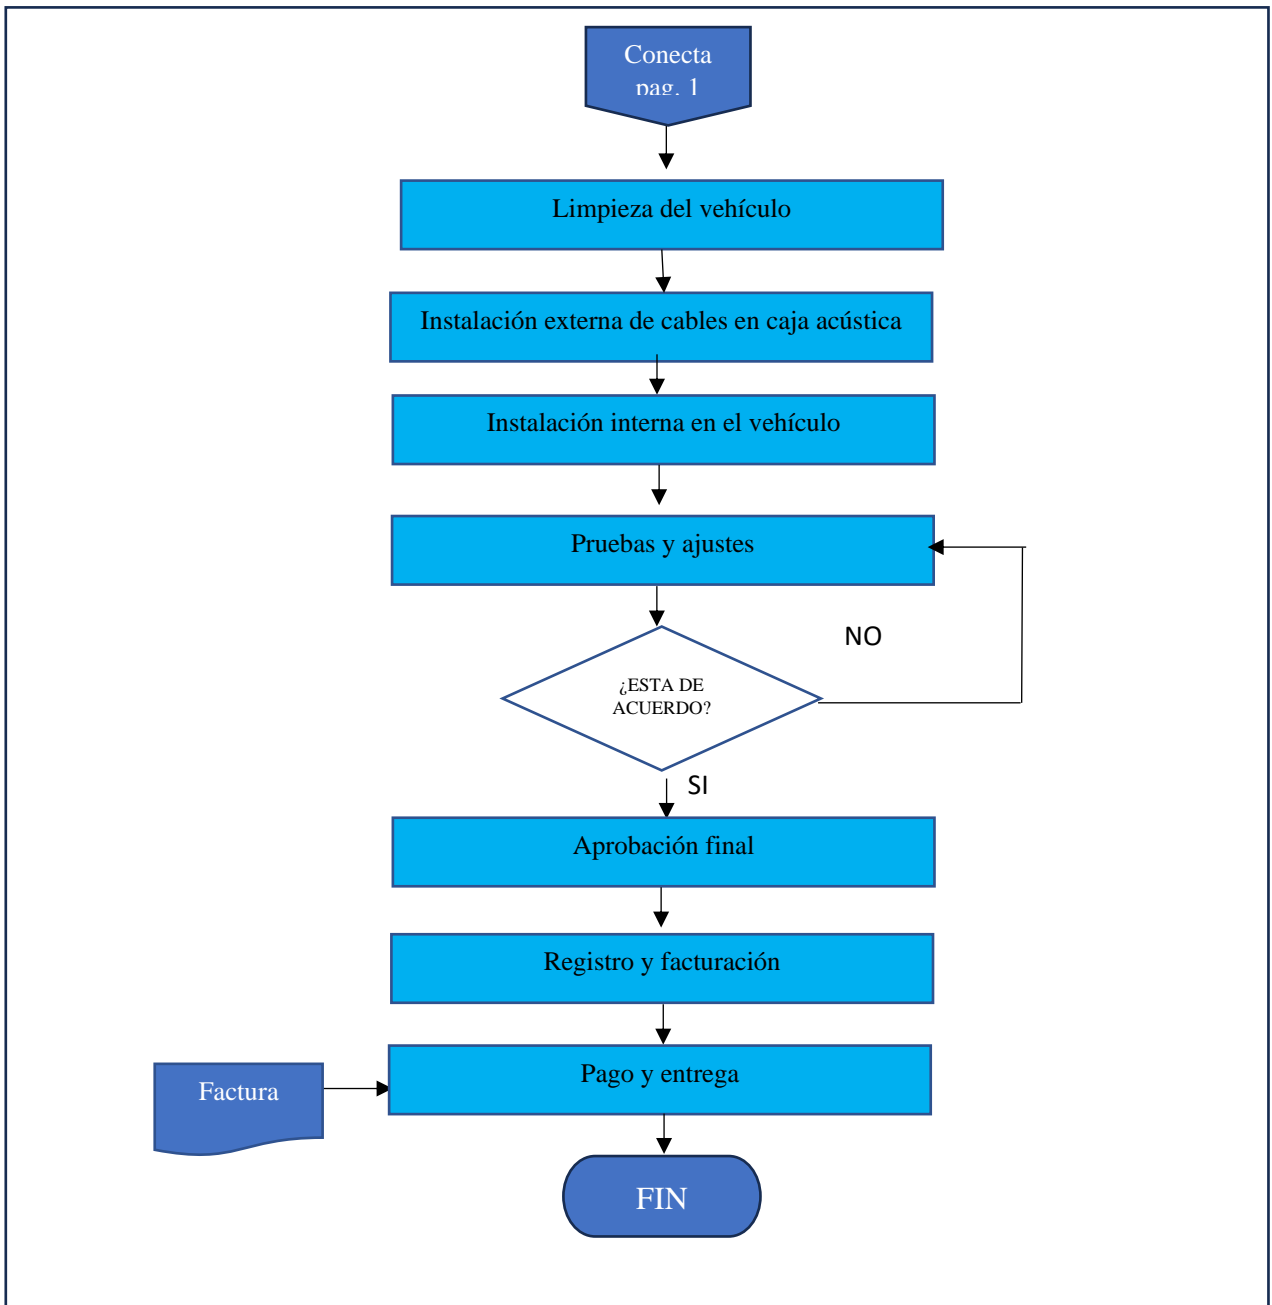 Conecta
pag. 1
Limpieza del vehículo
Instalación externa de cables en caja acústica
Instalación interna en el vehículo
Pruebas y ajustes
NO
¿ESTA DE
ACUERDO?
SI
Aprobación final
Registro y facturación
Pago y entrega
Factura
FIN